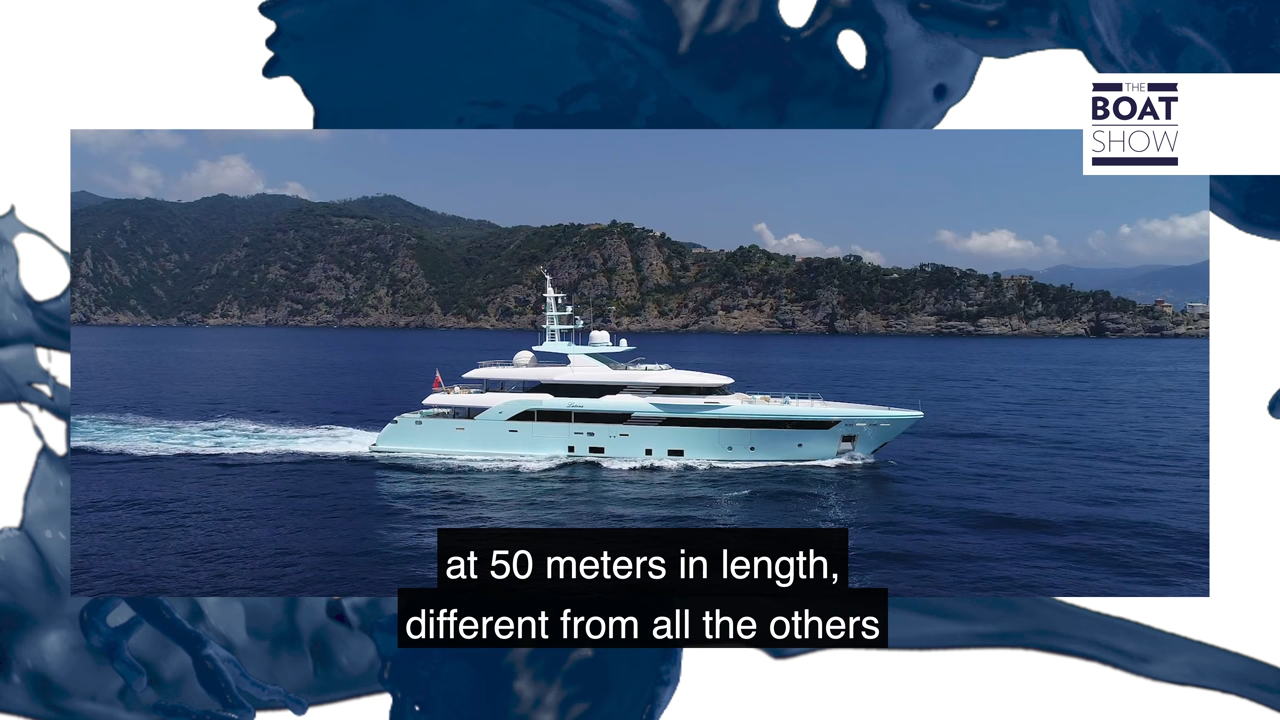 THE
BOAT
SHOW
at 50 meters in length,
different from all the others